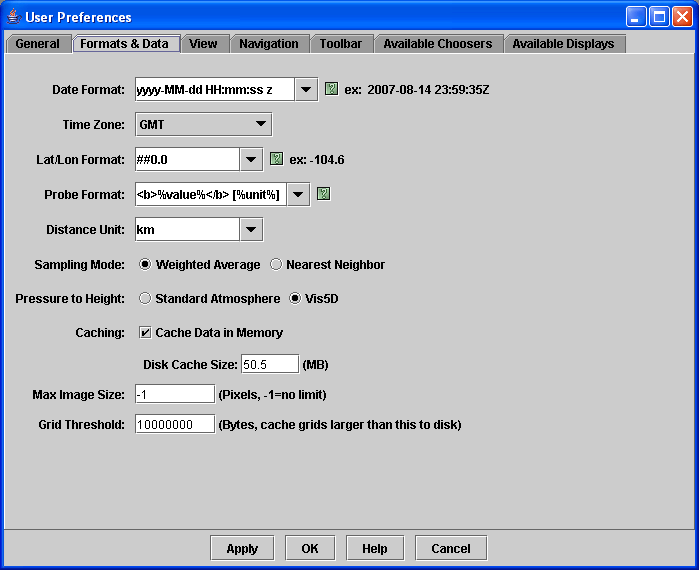 User Preferences
General Formats & Data View Navigation Toolbar Available Choosers Available Displays
Date Format: yyyy-MM-dd HH:mm:ss z ? ex: 2007-08-14 23:59:35Z
Time Zone: GMT
Lat/Lon Format: ##0.0 ? ex: -104.6
Probe Format: <b>%value%</b> [%unit%] ?
Distance Unit: km
Sampling Mode: Weighted Average Nearest Neighbor
Pressure to Height: Standard Atmosphere Vis5D
Caching: Cache Data in Memory
Disk Cache Size: 50.5 (MB)
Max Image Size: -1 (Pixels, -1=no limit)
Grid Threshold: 10000000 (Bytes, cache grids larger than this to disk)
Apply OK Help Cancel